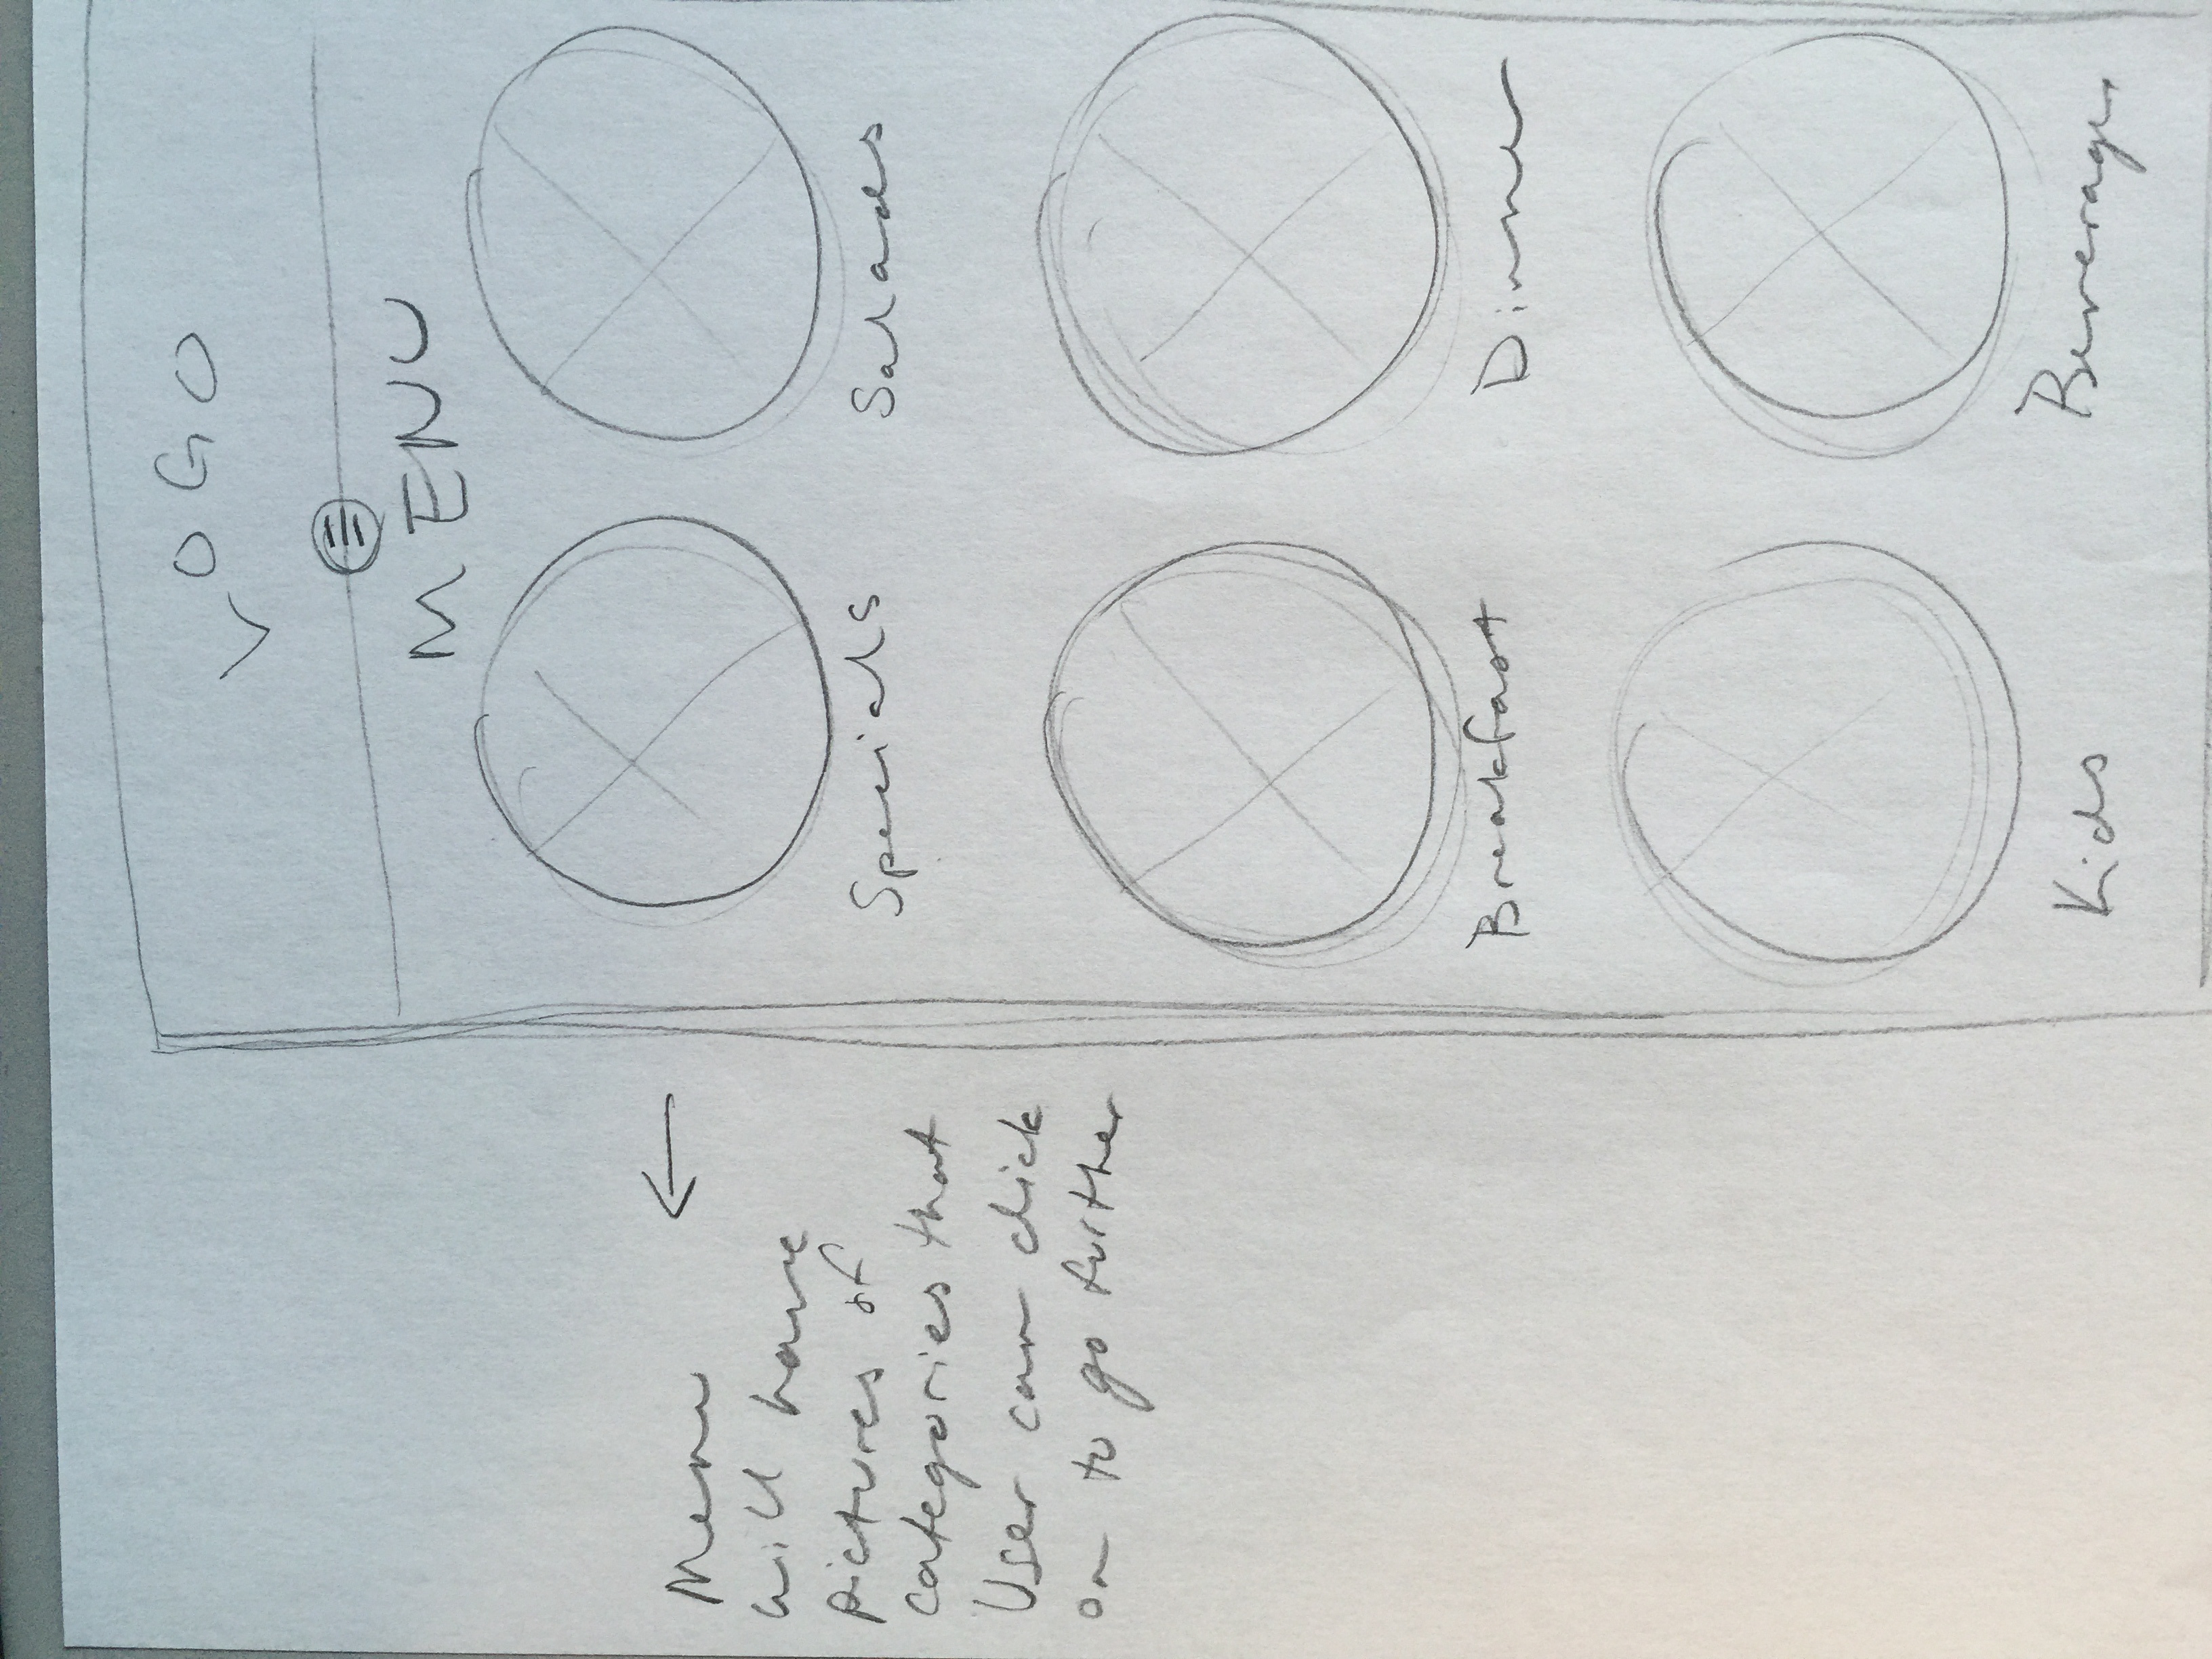 LOGO
MENU
Menu
will have
pictures of
categories that
User can click
on to go further
Specials
Salads
Breakfast
Dinner
Kids
Beverages